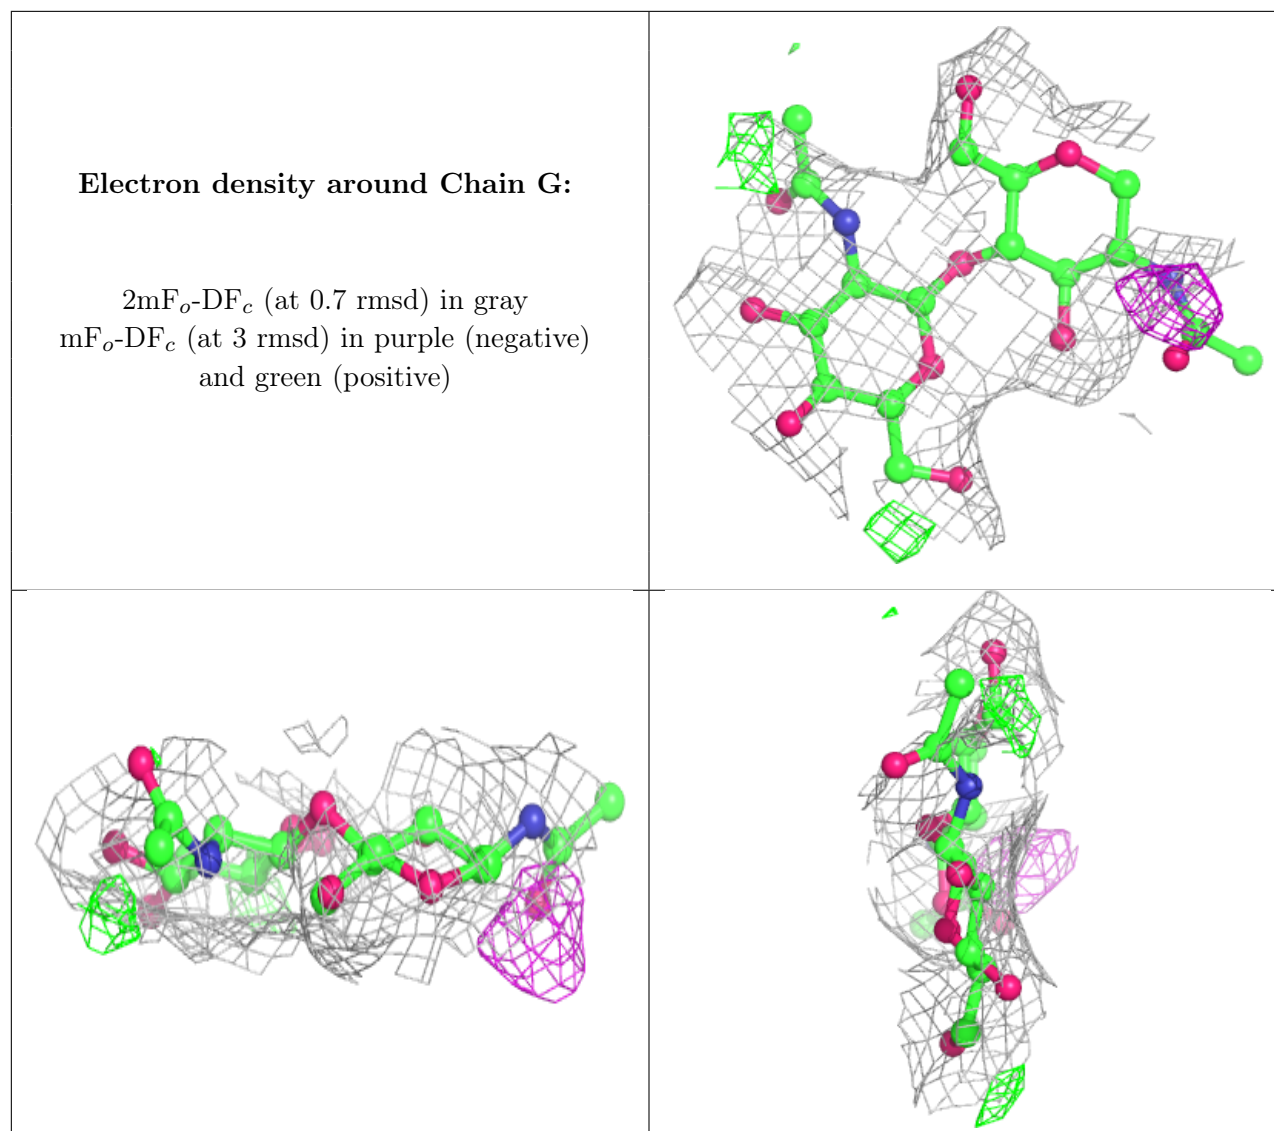 Electron density around Chain G:
2mFo-DFc (at 0.7 rmsd) in gray
mFo-DFc (at 3 rmsd) in purple (negative)
and green (positive)